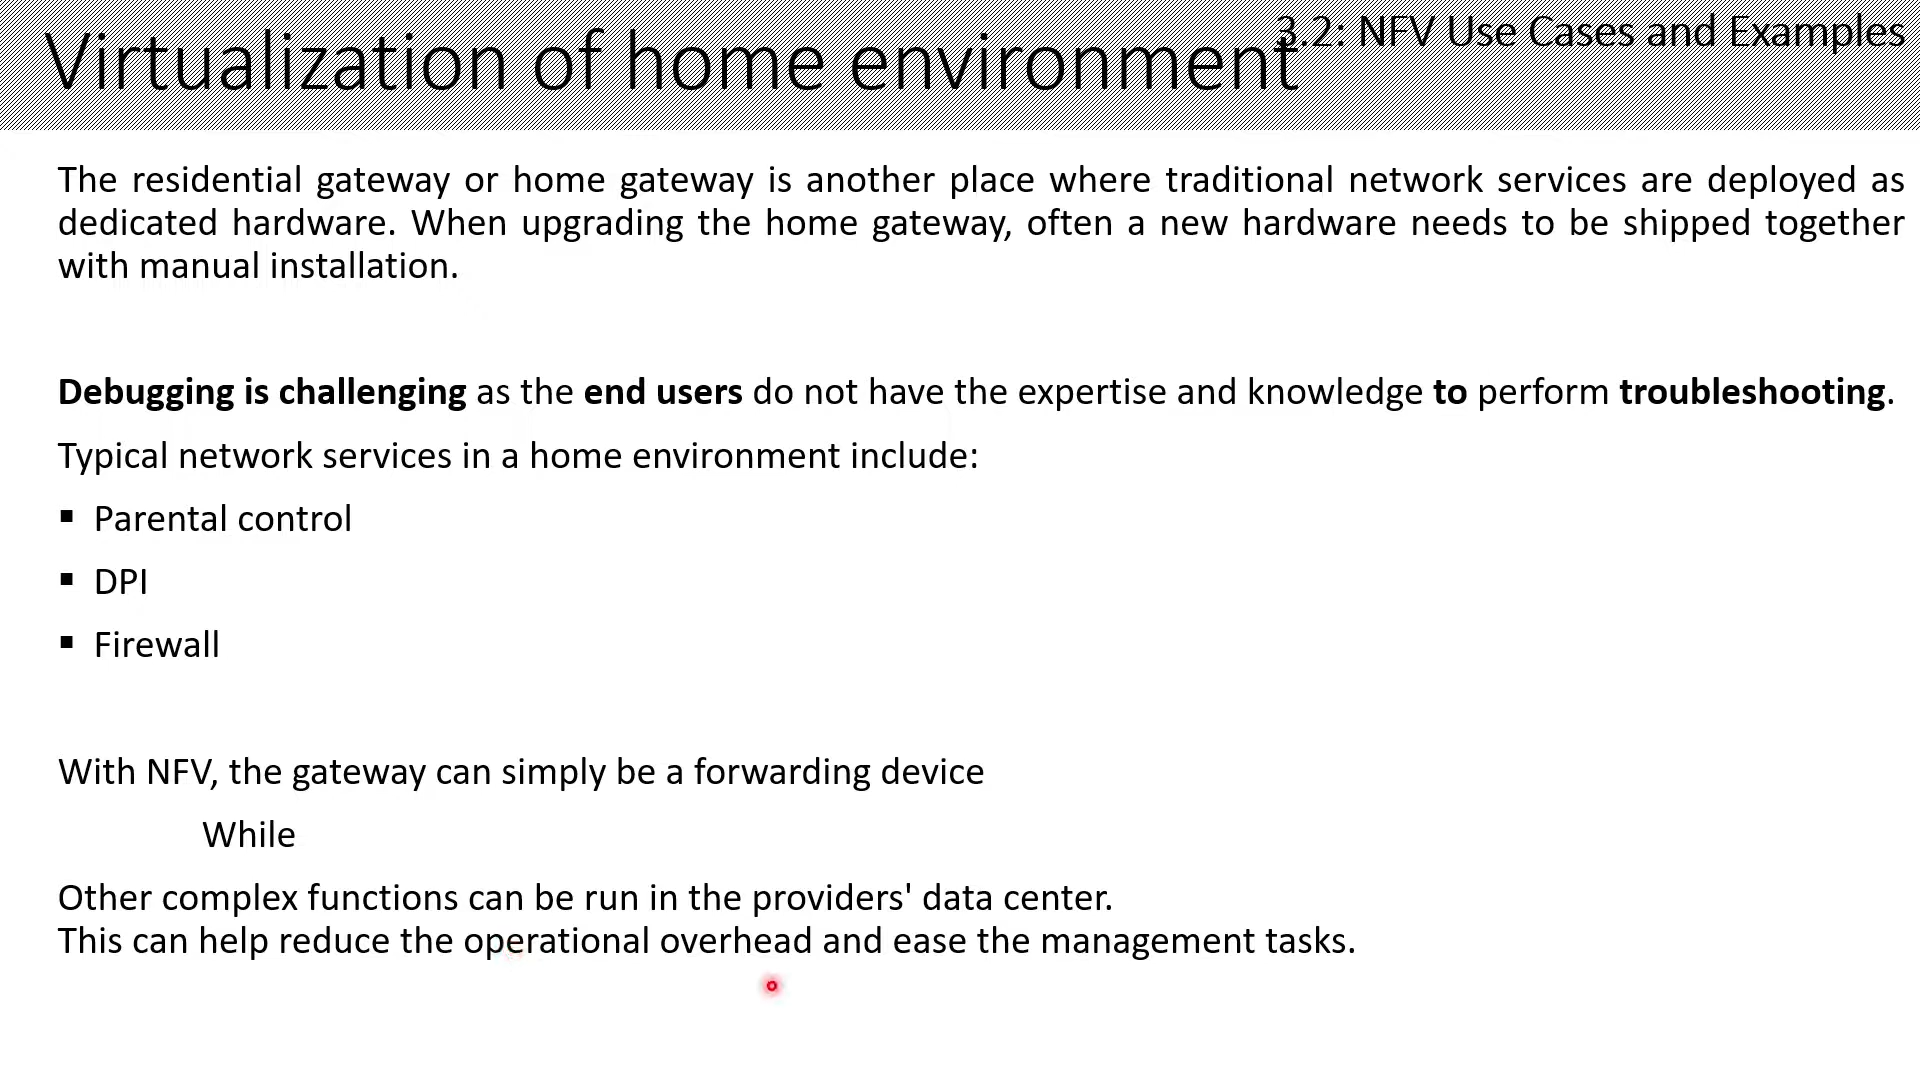 3.2: NFV Use Cases and Examples
Virtualization of home environment
The residential gateway or home gateway is another place where traditional network services are deployed as
dedicated hardware. When upgrading the home gateway, often a new hardware needs to be shipped together
with manual installation.
Debugging is challenging as the end users do not have the expertise and knowledge to perform troubleshooting.
Typical network services in a home environment include:
▪ Parental control
▪ DPI
▪ Firewall
With NFV, the gateway can simply be a forwarding device
While
Other complex functions can be run in the providers' data center.
This can help reduce the operational overhead and ease the management tasks.